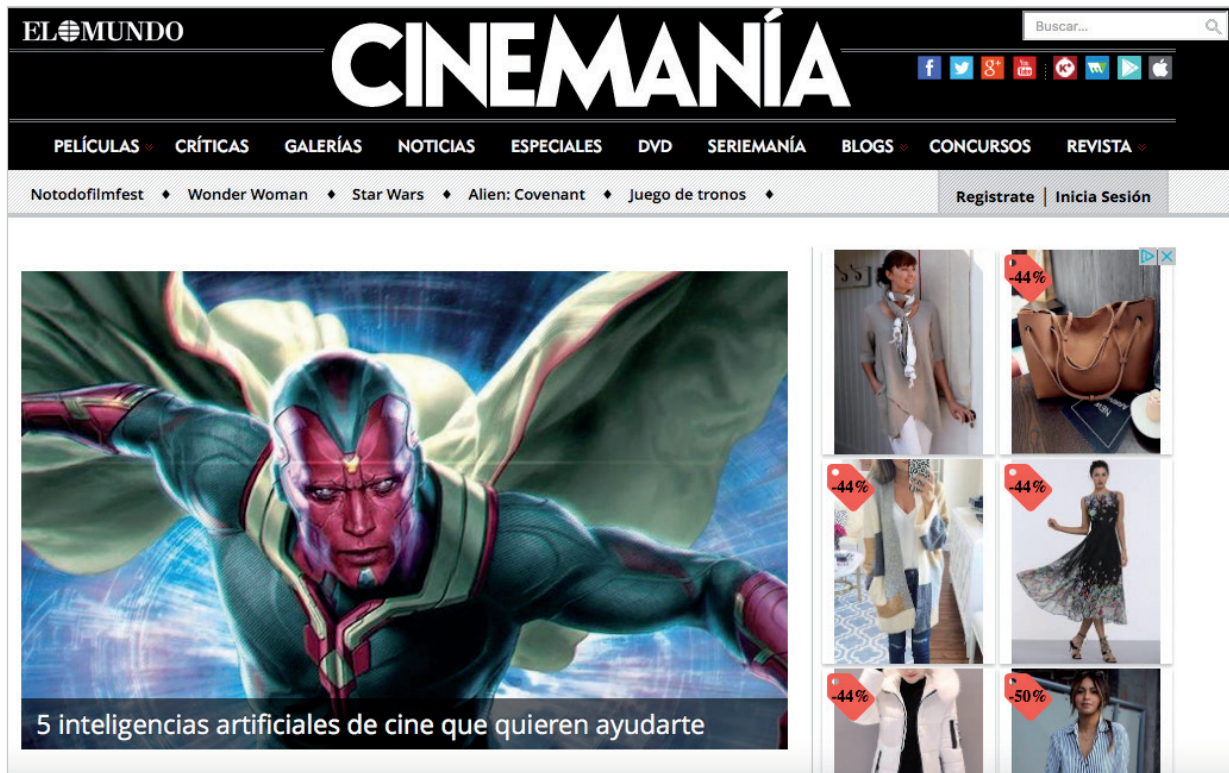 EL MUNDO
CINEMANÍA
Buscar...
PELÍCULAS CRÍTICAS GALERÍAS NOTICIAS ESPECIALES DVD SERIEMANÍA BLOGS CONCURSOS REVISTA
Notodofilmfest ♦ Wonder Woman ♦ Star Wars ♦ Alien: Covenant ♦ Juego de tronos ♦
Registrate | Inicia Sesión
-44%
-44%
-44%
-44%
-50%
5 inteligencias artificiales de cine que quieren ayudarte